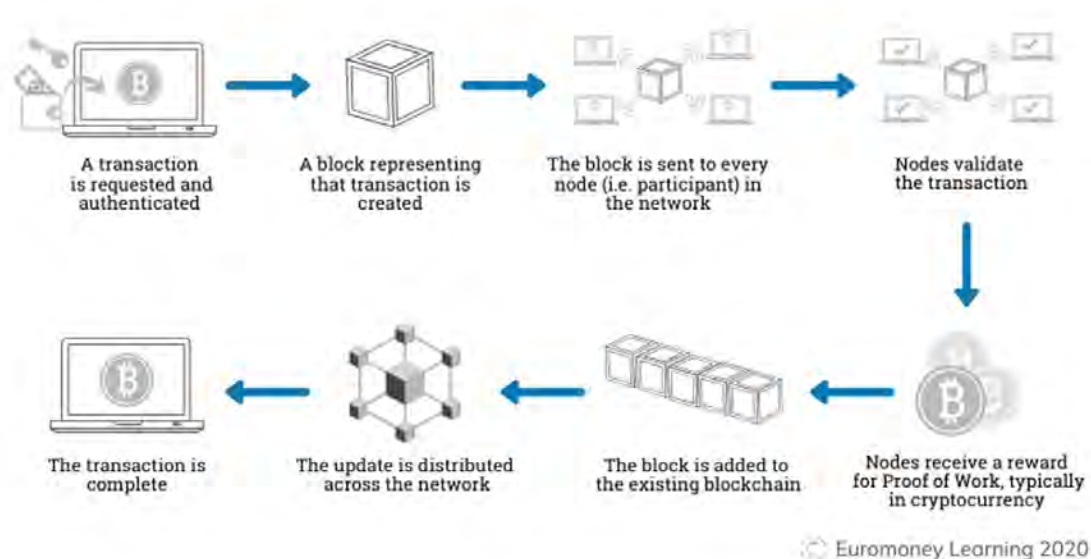 A transaction
is requested and
authenticated
A block representing
that transaction is
created
The block is sent to every
node (i.e. participant) in
the network
Nodes validate
the transaction
The transaction is
complete
The update is distributed
across the network
The block is added to
the existing blockchain
Nodes receive a reward
for Proof of Work, typically
in cryptocurrency
© Euromoney Learning 2020